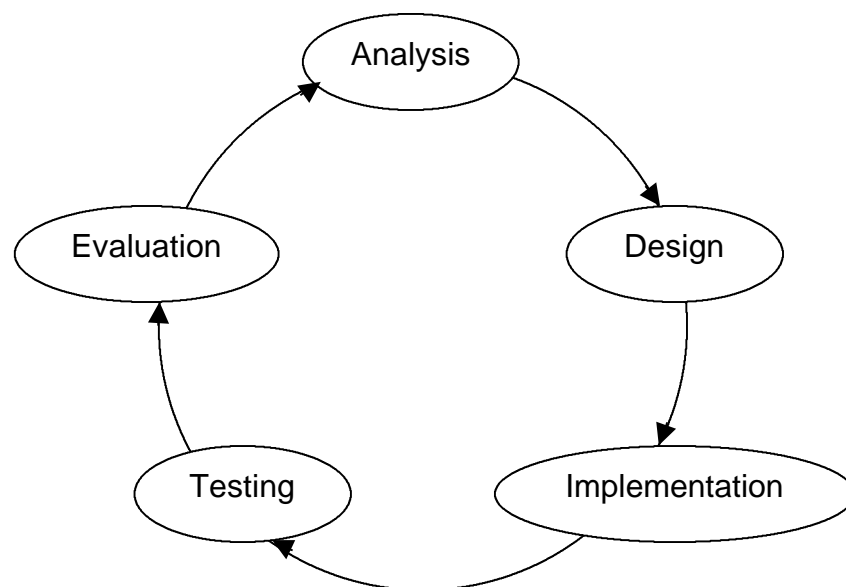 Analysis
Evaluation
Design
Testing
Implementation